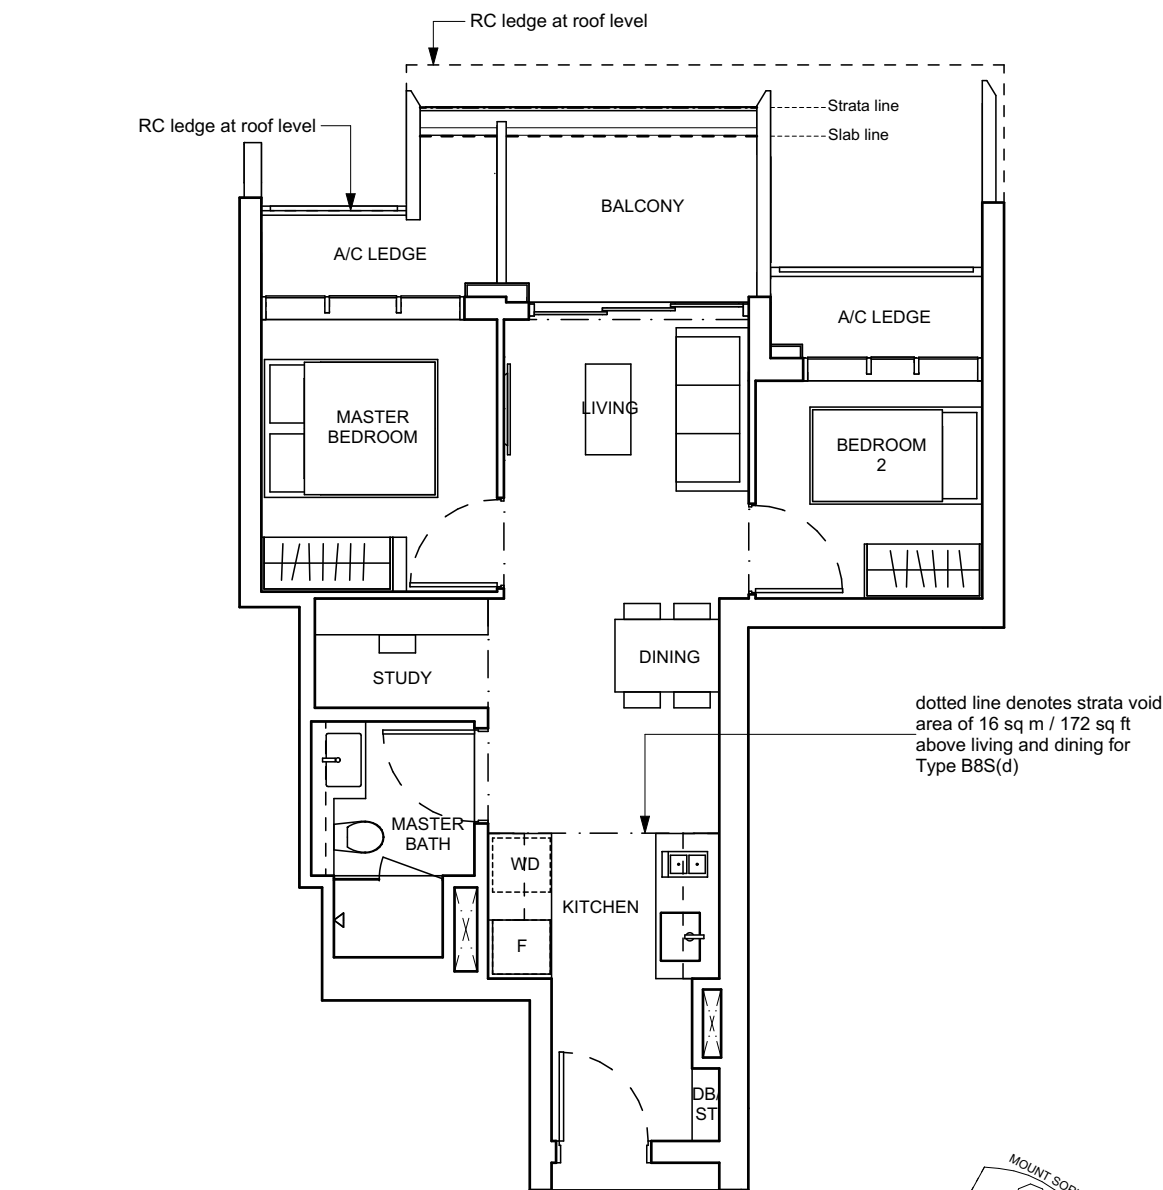 RC ledge at roof level
Strata line
RC ledge at roof level
Slab line
BALCONY
A/C LEDGE
A/C LEDGE
LIVING
MASTER
BEDROOM
BEDROOM
2
DINING
STUDY
dotted line denotes strata void
area of 16 sq m / 172 sq ft
above living and dining for
Type B8S(d)
MASTER
BATH
WD
KITCHEN
F
DB/
ST
MOUNT